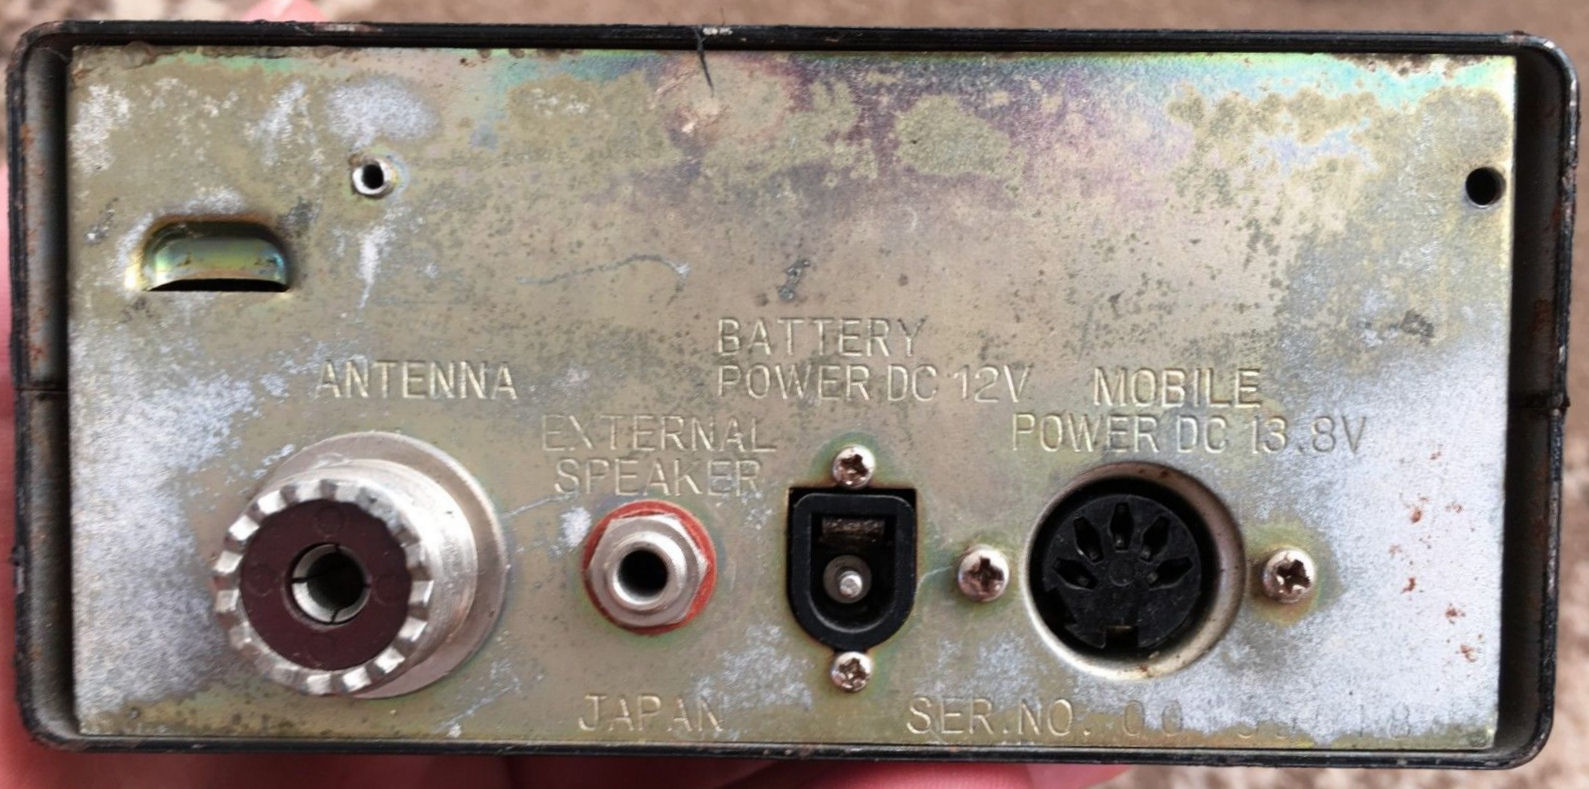 BATTERY
POWER DC 12V
ANTENNA
MOBILE
POWER DC 13.8V
EXTERNAL
SPEAKER
JAPAN
SER.NO.